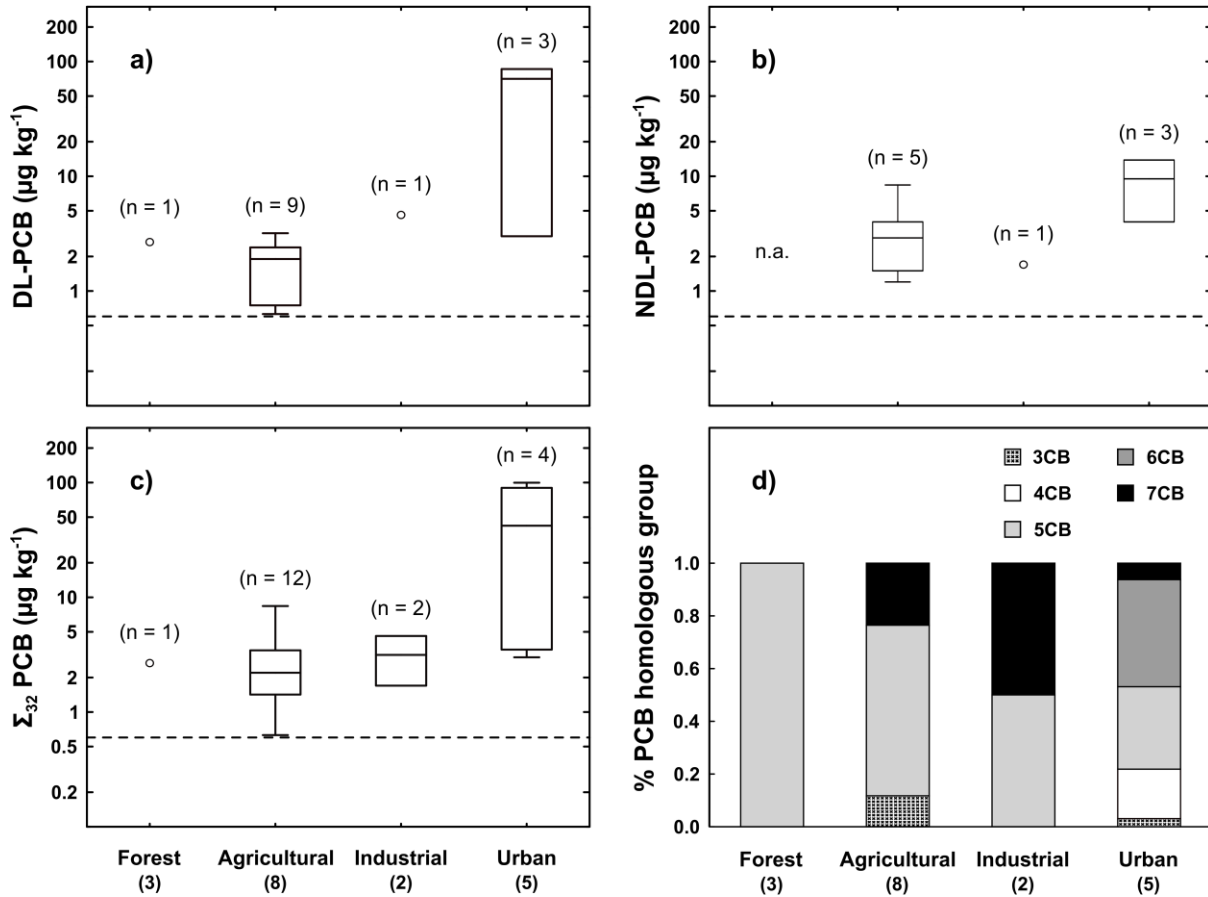 a)
DL-PCB (µg kg⁻¹)
200
100
50
20
10
5
2
1
(n = 1)
(n = 9)
(n = 1)
(n = 3)
b)
NDL-PCB (µg kg⁻¹)
200
100
50
20
10
5
2
1
n.a.
(n = 5)
(n = 1)
(n = 3)
c)
Σ₃₂ PCB (µg kg⁻¹)
200
100
50
20
10
5
2
1
0.5
0.2
(n = 1)
(n = 12)
(n = 2)
(n = 4)
Forest Agricultural Industrial Urban
(3) (8) (2) (5)
d)
% PCB homologous group
3CB 6CB
4CB 7CB
5CB
1.0
0.8
0.6
0.4
0.2
0.0
Forest Agricultural Industrial Urban
(3) (8) (2) (5)